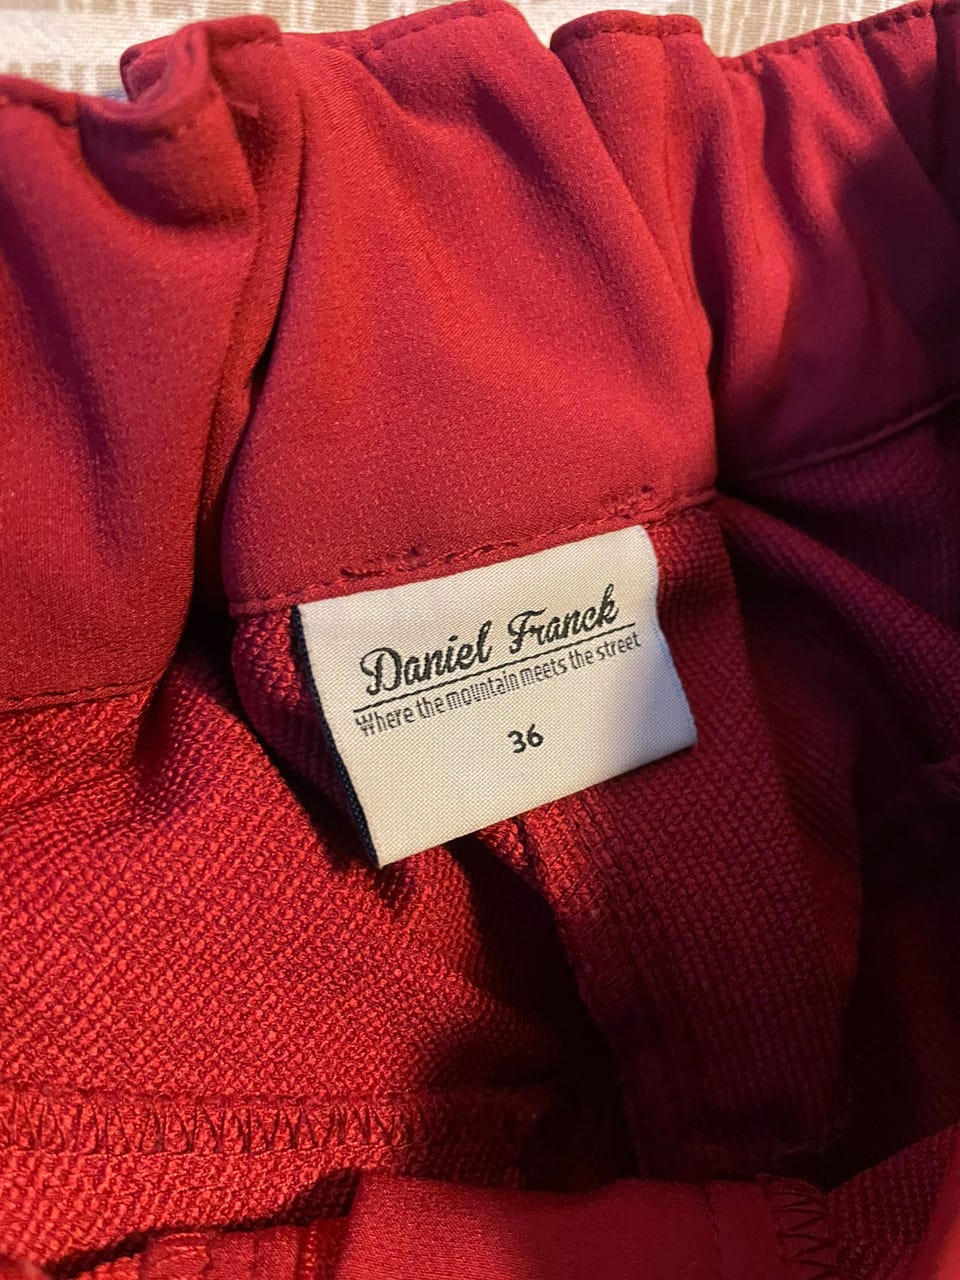 Daniel Franck
Where the mountain meets the street
36